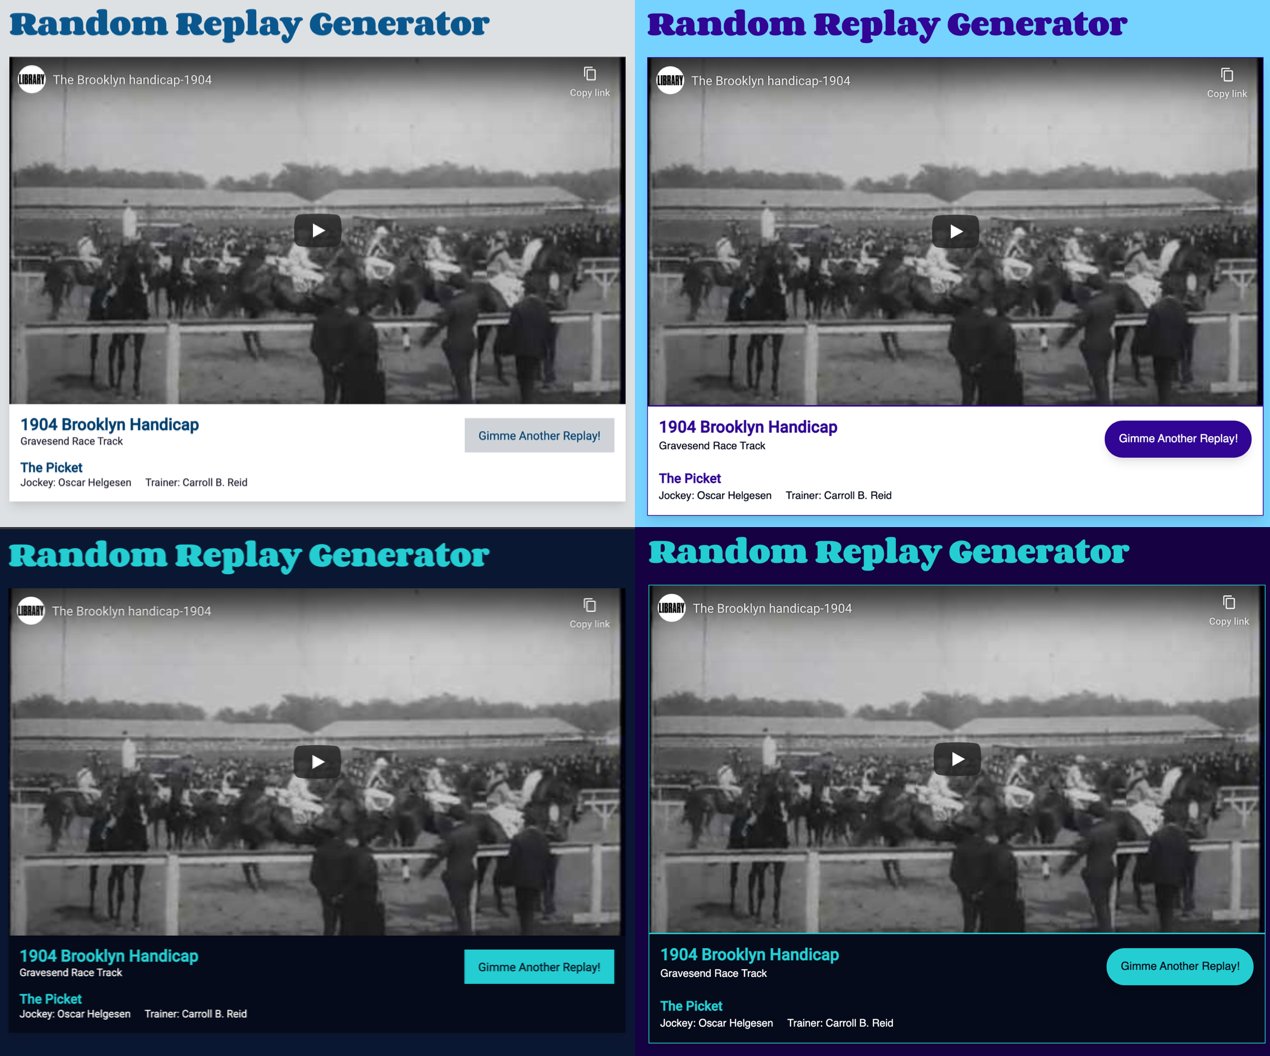 Random Replay Generator
LIBRARY
The Brooklyn handicap-1904
Copy link
1904 Brooklyn Handicap
Gravesend Race Track
Gimme Another Replay!
The Picket
Jockey: Oscar Helgesen Trainer: Carroll B. Reid
Random Replay Generator
LIBRARY
The Brooklyn handicap-1904
Copy link
1904 Brooklyn Handicap
Gravesend Race Track
Gimme Another Replay!
The Picket
Jockey: Oscar Helgesen Trainer: Carroll B. Reid
Random Replay Generator
LIBRARY
The Brooklyn handicap-1904
Copy link
1904 Brooklyn Handicap
Gravesend Race Track
Gimme Another Replay!
The Picket
Jockey: Oscar Helgesen Trainer: Carroll B. Reid
Random Replay Generator
LIBRARY
The Brooklyn handicap-1904
Copy link
1904 Brooklyn Handicap
Gravesend Race Track
Gimme Another Replay!
The Picket
Jockey: Oscar Helgesen Trainer: Carroll B. Reid